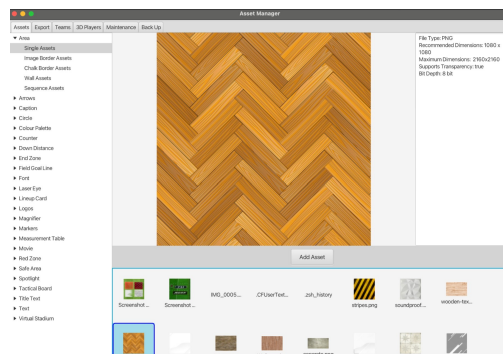 Asset Manager
Assets Export Teams 3D Players Maintenance Back Up
Area
Single Assets
Image Border Assets
Chalk Border Assets
Wall Assets
Sequence Assets
Arrows
Caption
Circle
Colour Palette
Counter
Down Distance
End Zone
Field Goal Line
Font
Laser Eye
Lineup Card
Logos
Magnifier
Markers
Measurement Table
Movie
Red Zone
Safe Area
Spotlight
Tactical Board
Title Text
Text
Virtual Stadium
File Type: PNG
Recommended Dimensions: 1080 x
1080
Maximum Dimensions: 2160x2160
Supports Transparency: true
Bit Depth: 8 bit
Add Asset
Screenshot... Screenshot... IMG_0005... .CFUserText... .zsh_history stripes.png soundproof... wooden-tex...